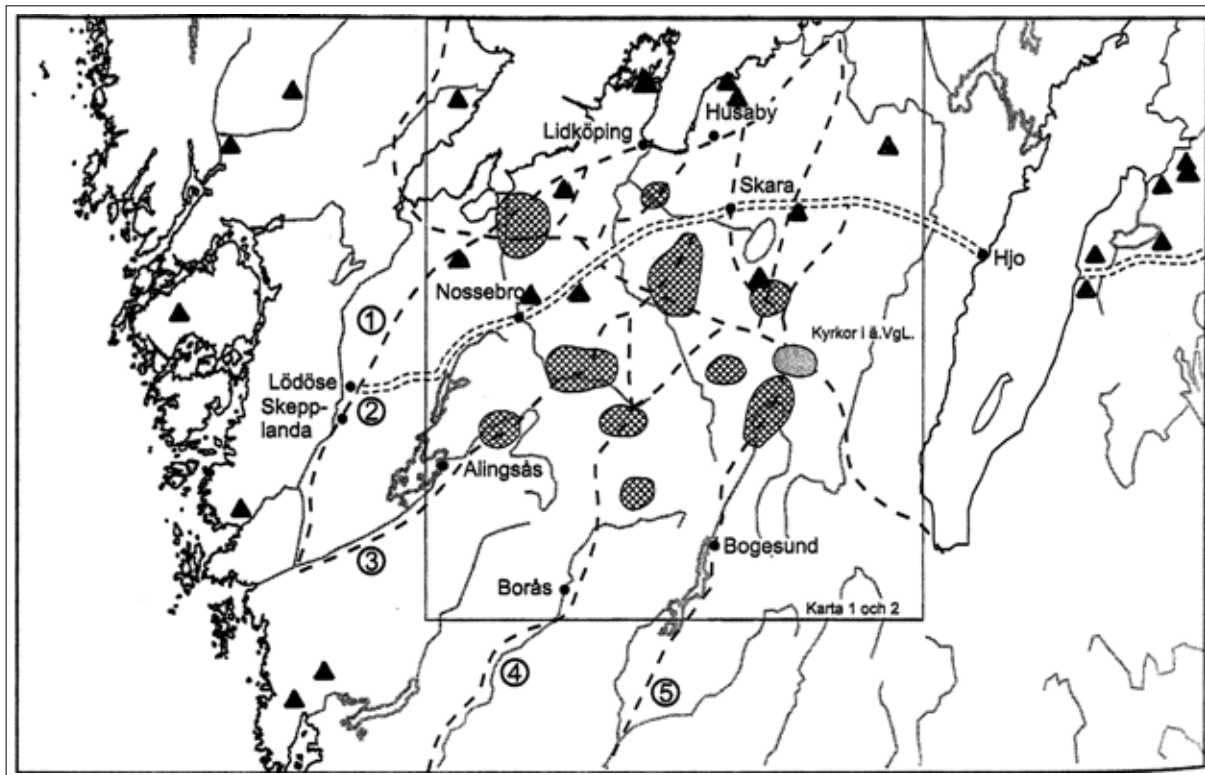 Husaby
Lidköping
Skara
Hjo
Nossebro
Kyrkor i ä.VgL.
①
Lödöse
②
Skepp-
landa
Alingsås
③
Bogesund
Borås
Karta 1 och 2
④
⑤